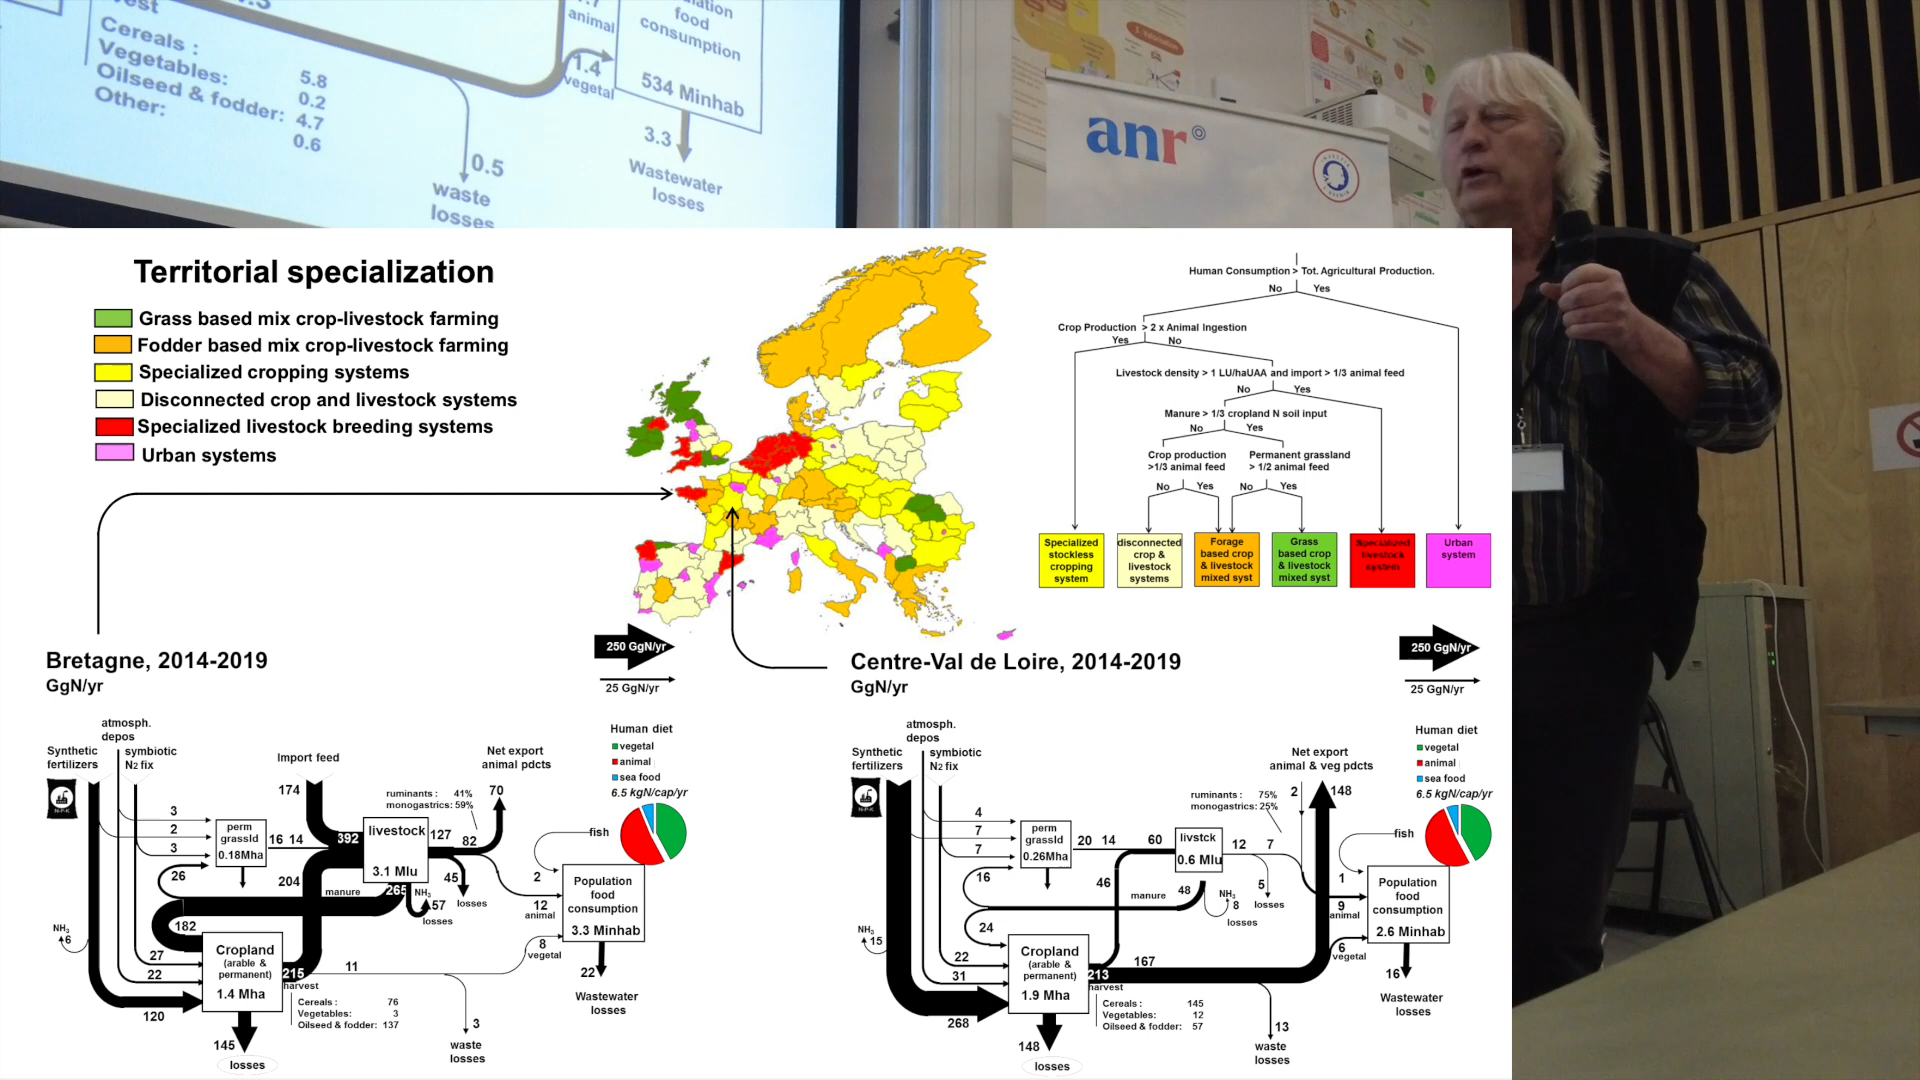 Cereals : 5.8
Vegetables: 0.2
Oilseed & fodder: 4.7
Other: 0.6
animal
1.4
vegetal
food
consumption
534 Minhab
0.5
waste
losses
3.3
Wastewater
losses
anr
Territorial specialization
Grass based mix crop-livestock farming
Fodder based mix crop-livestock farming
Specialized cropping systems
Disconnected crop and livestock systems
Specialized livestock breeding systems
Urban systems
Human Consumption > Tot. Agricultural Production.
No Yes
Crop Production > 2 x Animal Ingestion
Yes No
Livestock density > 1 LU/haUAA and import > 1/3 animal feed
No Yes
Manure > 1/3 cropland N soil input
No Yes
Crop production
>1/3 animal feed
Permanent grassland
> 1/2 animal feed
No Yes No Yes
Specialized
stockless
cropping
system
disconnected
crop &
livestock
systems
Forage
based crop
& livestock
mixed syst
Grass
based crop
& livestock
mixed syst
Specialized
livestock
system
Urban
system
Bretagne, 2014-2019
GgN/yr
250 GgN/yr
25 GgN/yr
atmosph.
depos
Synthetic
fertilizers
symbiotic
N2 fix
Import feed
174
Net export
animal pdcts
70
Human diet
vegetal
animal
sea food
6.5 kgN/cap/yr
N-P-K
ruminants : 41%
monogastrics: 59%
3
2
3
perm
grassld
0.18Mha
16 14
392
livestock
3.1 Mlu
127
82
fish
26
204
manure
265
NH3
57
losses
45
losses
2
12
animal
Population
food
consumption
3.3 Minhab
NH3
6
182
27
22
120
Cropland
(arable &
permanent)
1.4 Mha
215
harvest
11
8
vegetal
22
Wastewater
losses
Cereals : 76
Vegetables: 3
Oilseed & fodder: 137
3
waste
losses
145
losses
Centre-Val de Loire, 2014-2019
GgN/yr
250 GgN/yr
25 GgN/yr
atmosph.
depos
Synthetic
fertilizers
symbiotic
N2 fix
Net export
animal & veg pdcts
2
148
Human diet
vegetal
animal
sea food
6.5 kgN/cap/yr
N-P-K
ruminants : 75%
monogastrics: 25%
4
7
7
perm
grassld
0.26Mha
20 14
60
livstck
0.6 Mlu
12
7
fish
16
46
manure
48
NH3
8
losses
5
losses
1
9
animal
Population
food
consumption
2.6 Minhab
NH3
15
24
22
31
268
Cropland
(arable &
permanent)
1.9 Mha
213
harvest
167
6
vegetal
16
Wastewater
losses
Cereals : 145
Vegetables: 12
Oilseed & fodder: 57
13
waste
losses
148
losses